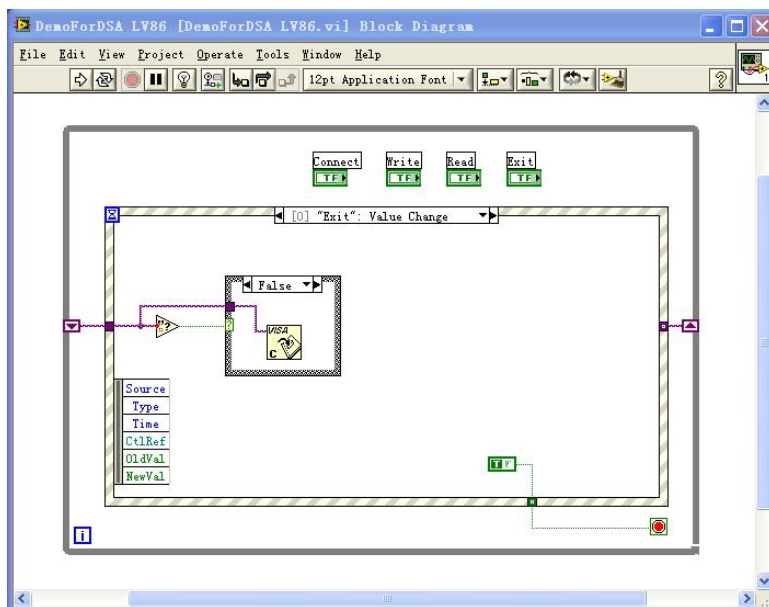 DemoForDSA LV86 [DemoForDSA LV86.vi] Block Diagram
File Edit View Project Operate Tools Window Help
12pt Application Font ?
1
Connect Write Read Exit
TF TF TF TF
[0] "Exit": Value Change
False
?
?
VISA
C
Source
Type
Time
CtlRef
OldVal
NewVal
T F
i